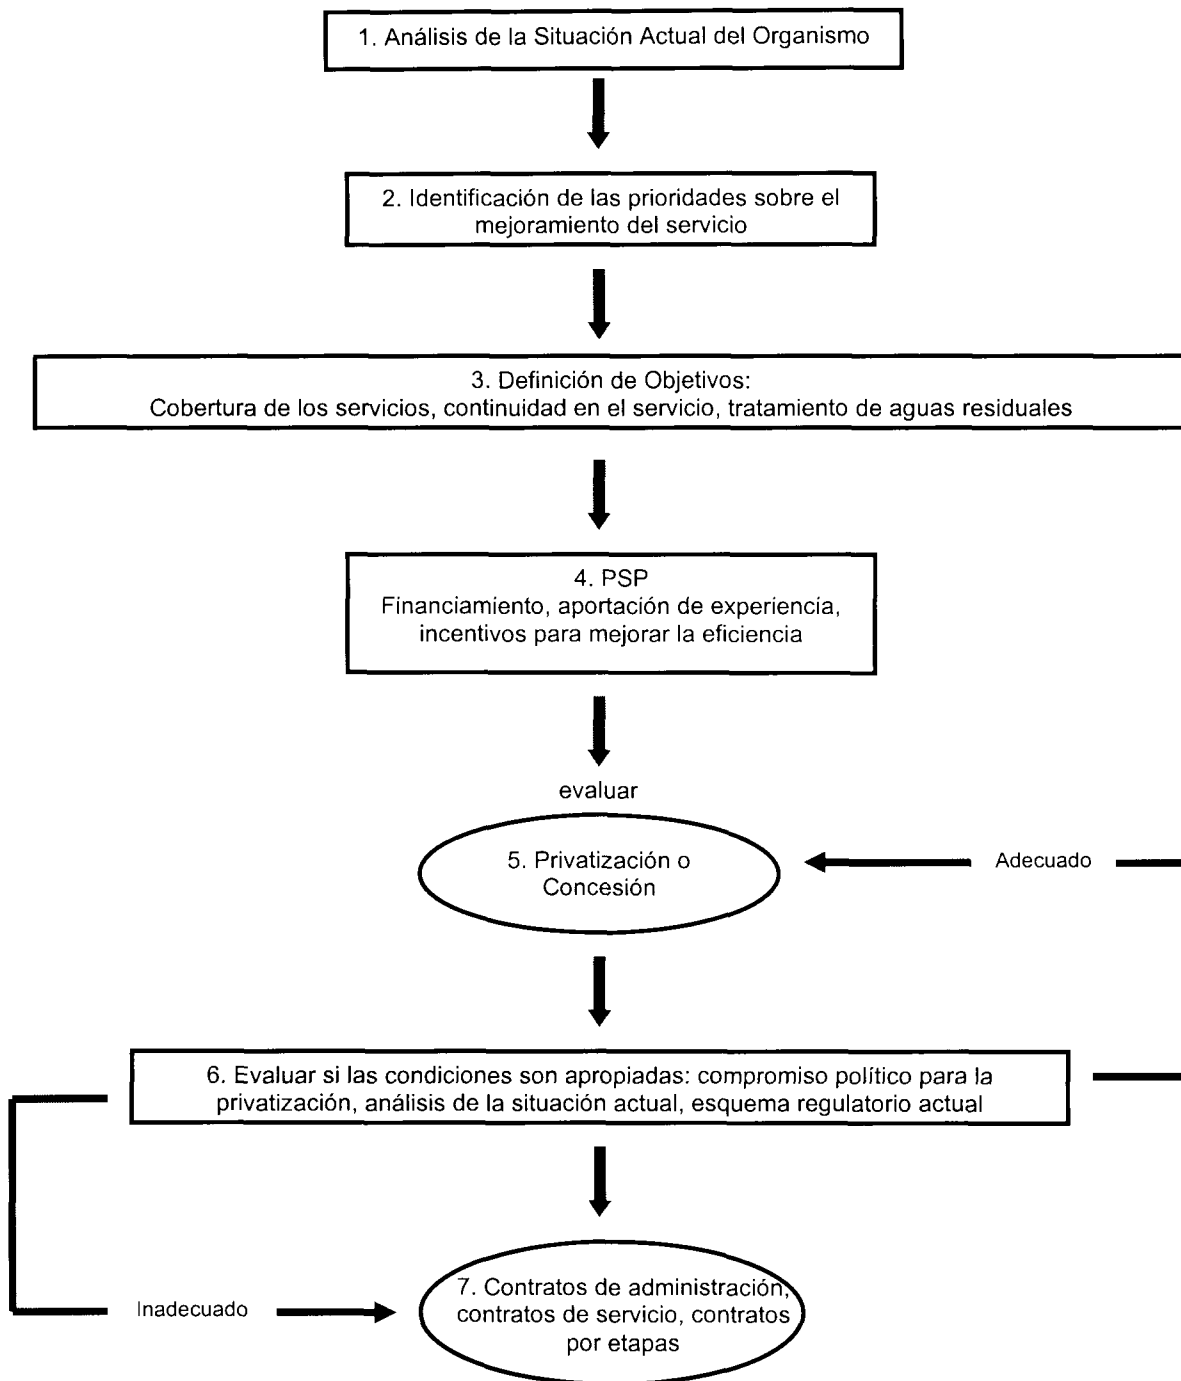 1. Análisis de la Situación Actual del Organismo
2. Identificación de las prioridades sobre el
mejoramiento del servicio
3. Definición de Objetivos:
Cobertura de los servicios, continuidad en el servicio, tratamiento de aguas residuales
4. PSP
Financiamiento, aportación de experiencia,
incentivos para mejorar la eficiencia
evaluar
5. Privatización o
Concesión
Adecuado
6. Evaluar si las condiciones son apropiadas: compromiso político para la
privatización, análisis de la situación actual, esquema regulatorio actual
Inadecuado
7. Contratos de administración,
contratos de servicio, contratos
por etapas